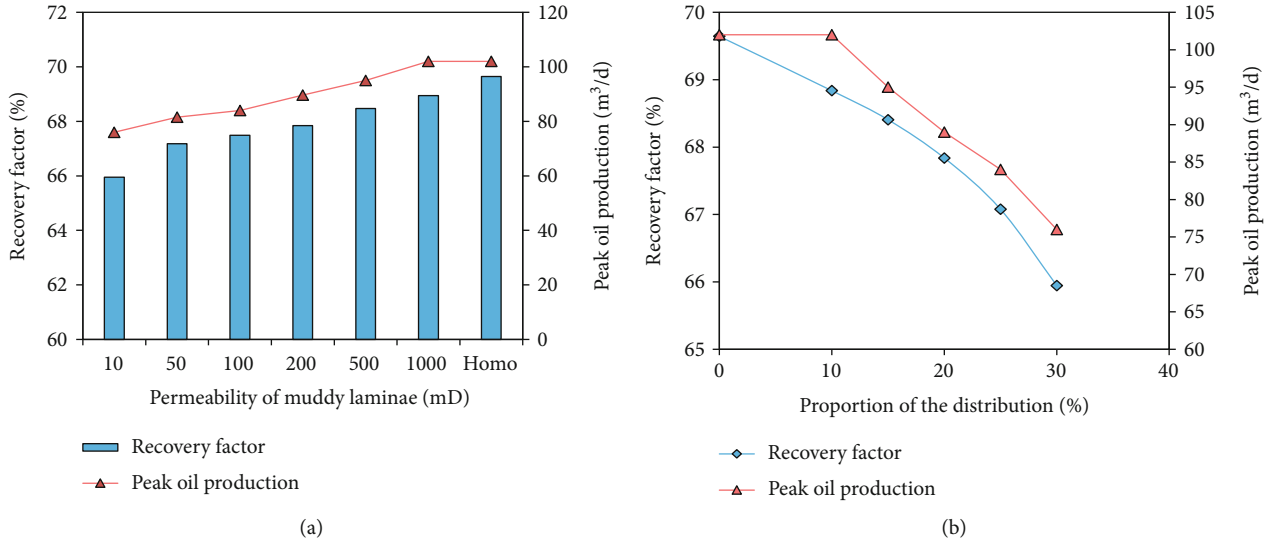 72
70
68
66
64
62
60
Recovery factor (%)
120
100
80
60
40
20
0
Peak oil production (m³/d)
10 50 100 200 500 1000 Homo
Permeability of muddy laminae (mD)
Recovery factor
Peak oil production
(a)
70
69
68
67
66
65
Recovery factor (%)
105
100
95
90
85
80
75
70
65
60
Peak oil production (m³/d)
0 10 20 30 40
Proportion of the distribution (%)
Recovery factor
Peak oil production
(b)